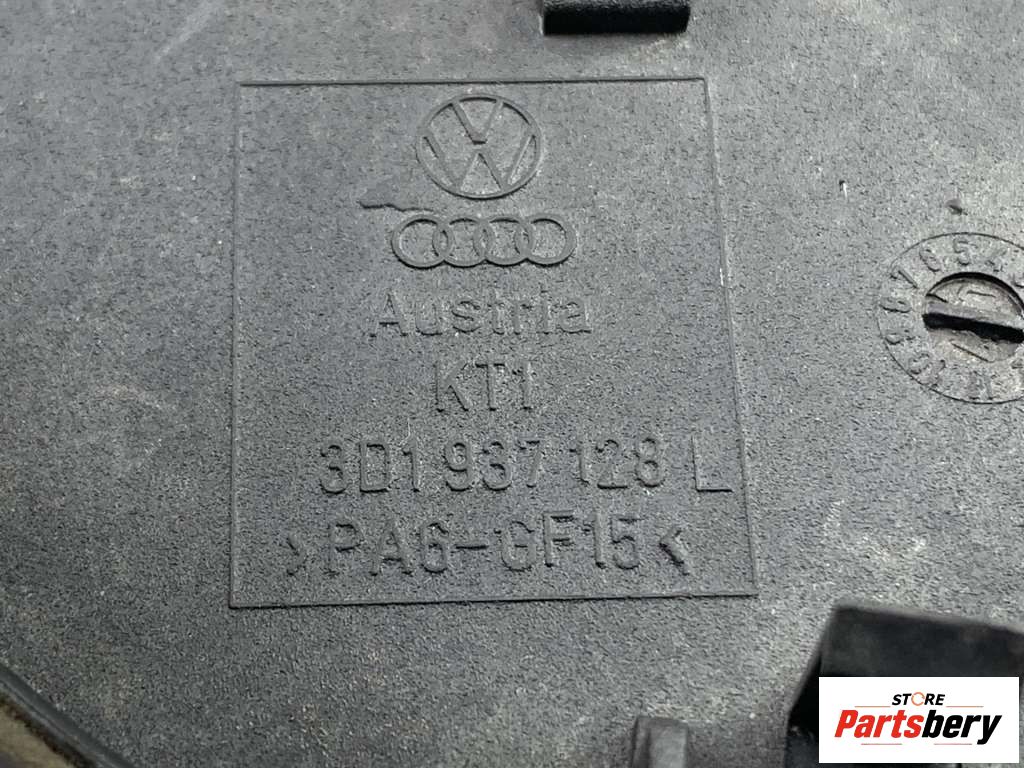 Austria
KT1
3D1 937 128 L
>PA6-GF15<
STORE
Partsbery